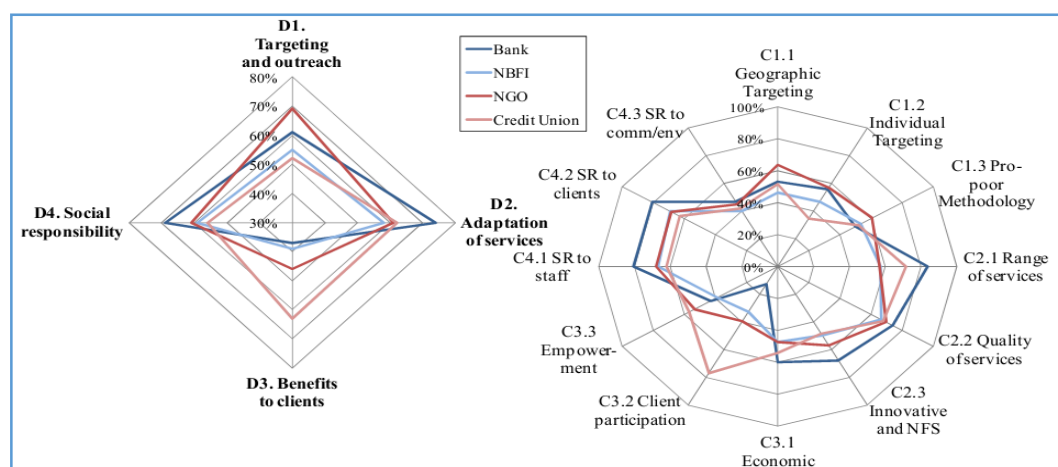 D1.
Targeting
and outreach
80%
70%
60%
50%
40%
30%
D4. Social
responsibility
D2.
Adaptation
of services
D3. Benefits
to clients
Bank
NBFI
NGO
Credit Union
C1.1
Geographic
Targeting
100%
80%
60%
40%
20%
0%
C1.2
Individual
Targeting
C1.3 Pro-
poor
Methodology
C2.1 Range
of services
C2.2 Quality
of services
C2.3
Innovative
and NFS
C3.1
Economic
C3.2 Client
participation
C3.3
Empower-
ment
C4.1 SR to
staff
C4.2 SR to
clients
C4.3 SR to
comm/env